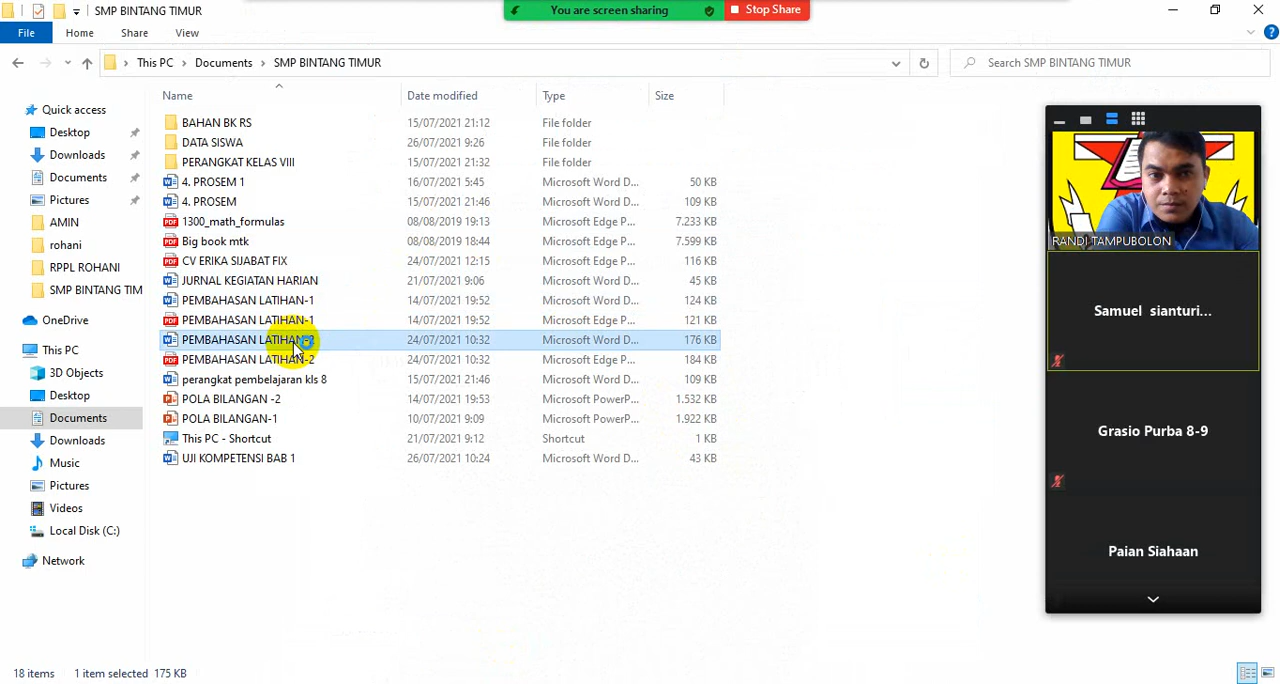 SMP BINTANG TIMUR
You are screen sharing
Stop Share
File Home Share View
This PC Documents SMP BINTANG TIMUR
Search SMP BINTANG TIMUR
Name Date modified Type Size
Quick access
Desktop
Downloads
Documents
Pictures
AMIN
rohani
RPPL ROHANI
SMP BINTANG TIM
OneDrive
This PC
3D Objects
Desktop
Documents
Downloads
Music
Pictures
Videos
Local Disk (C:)
Network
BAHAN BK RS 15/07/2021 21:12 File folder
DATA SISWA 26/07/2021 9:26 File folder
PERANGKAT KELAS VIII 15/07/2021 21:32 File folder
4. PROSEM 1 16/07/2021 5:45 Microsoft Word D... 50 KB
4. PROSEM 15/07/2021 21:46 Microsoft Word D... 109 KB
1300_math_formulas 08/08/2019 19:13 Microsoft Edge P... 7.233 KB
Big book mtk 08/08/2019 18:44 Microsoft Edge P... 7.599 KB
CV ERIKA SIJABAT FIX 24/07/2021 12:15 Microsoft Edge P... 116 KB
JURNAL KEGIATAN HARIAN 21/07/2021 9:06 Microsoft Word D... 45 KB
PEMBAHASAN LATIHAN-1 14/07/2021 19:52 Microsoft Word D... 124 KB
PEMBAHASAN LATIHAN-1 14/07/2021 19:52 Microsoft Edge P... 121 KB
PEMBAHASAN LATIHAN-2 24/07/2021 10:32 Microsoft Word D... 176 KB
PEMBAHASAN LATIHAN-2 24/07/2021 10:32 Microsoft Edge P... 184 KB
perangkat pembelajaran kls 8 15/07/2021 21:46 Microsoft Word D... 109 KB
POLA BILANGAN -2 14/07/2021 19:53 Microsoft PowerP... 1.532 KB
POLA BILANGAN-1 10/07/2021 9:09 Microsoft PowerP... 1.922 KB
This PC - Shortcut 21/07/2021 9:12 Shortcut 1 KB
UJI KOMPETENSI BAB 1 26/07/2021 10:24 Microsoft Word D... 43 KB
RANDI TAMPUBOLON
Samuel sianturi...
Grasio Purba 8-9
Paian Siahaan
18 items 1 item selected 175 KB